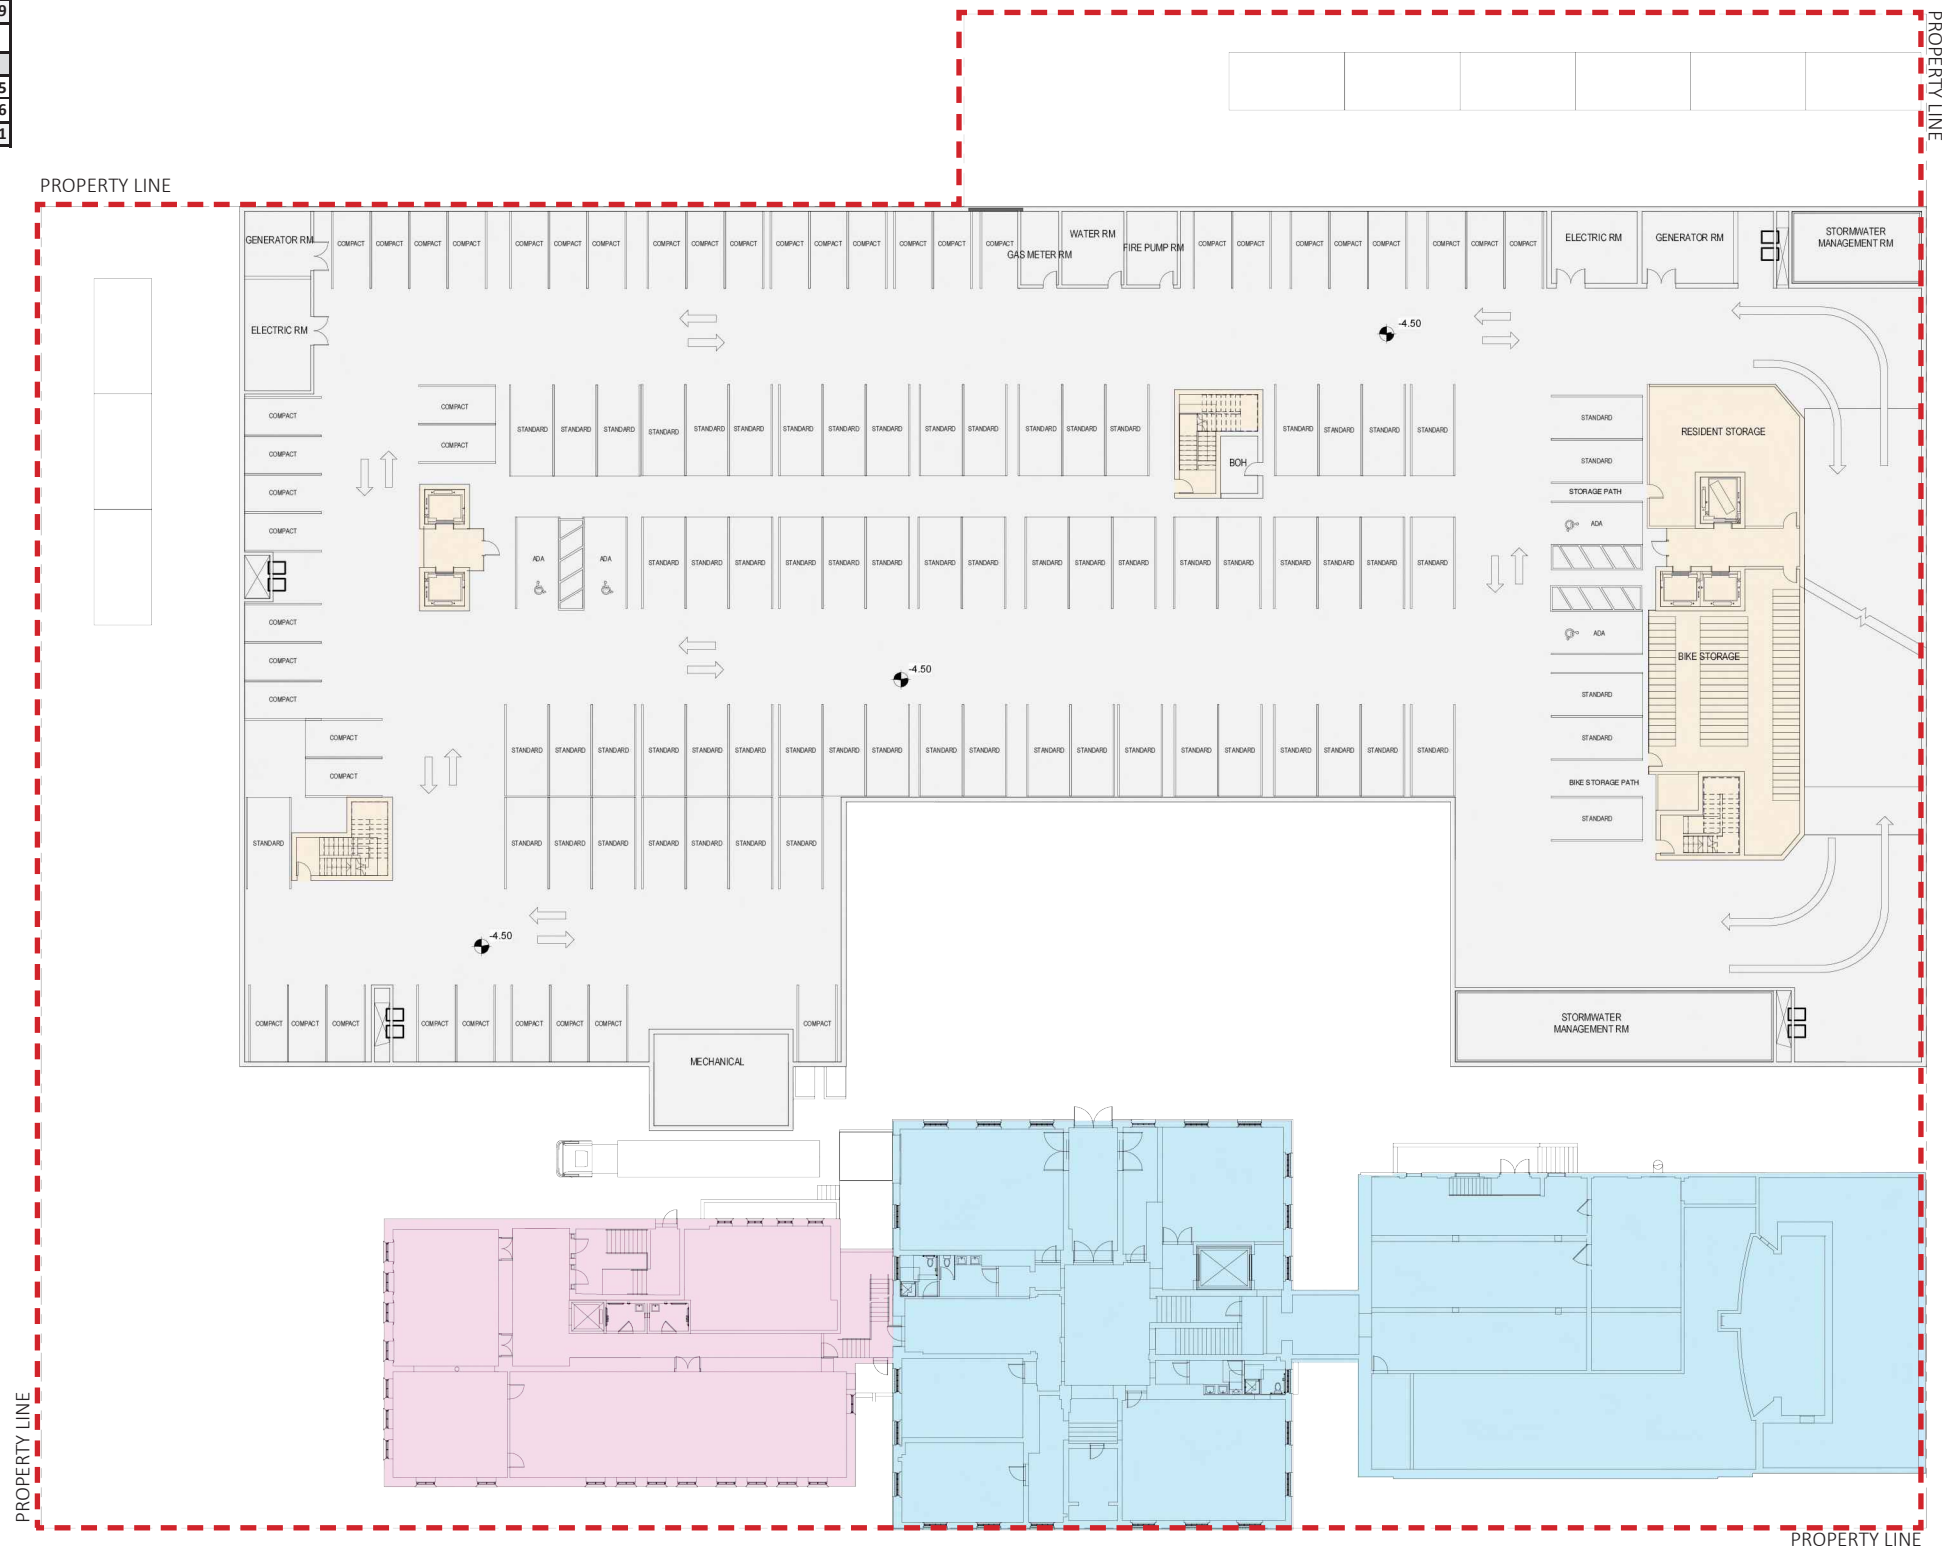 9
5
6
1
PROPERTY LINE
PROPERTY LINE
GENERATOR RM
COMPACT COMPACT COMPACT COMPACT COMPACT COMPACT COMPACT COMPACT COMPACT COMPACT COMPACT COMPACT COMPACT COMPACT COMPACT COMPACT
GAS METER RM
WATER RM
FIRE PUMP RM
COMPACT COMPACT COMPACT COMPACT COMPACT COMPACT COMPACT COMPACT
ELECTRIC RM
GENERATOR RM
STORMWATER
MANAGEMENT RM
ELECTRIC RM
-4.50
COMPACT
COMPACT
COMPACT
COMPACT
COMPACT
COMPACT
STANDARD STANDARD STANDARD STANDARD STANDARD STANDARD STANDARD STANDARD STANDARD STANDARD STANDARD STANDARD STANDARD STANDARD
BOH
STANDARD STANDARD STANDARD STANDARD
STANDARD
STANDARD
STORAGE PATH
ADA
RESIDENT STORAGE
ADA ADA STANDARD STANDARD STANDARD STANDARD STANDARD STANDARD STANDARD STANDARD STANDARD STANDARD STANDARD STANDARD STANDARD STANDARD STANDARD STANDARD STANDARD
COMPACT
COMPACT
COMPACT
ADA
BIKE STORAGE
-4.50
STANDARD
STANDARD
BIKE STORAGE PATH
STANDARD
COMPACT
COMPACT
STANDARD STANDARD STANDARD STANDARD STANDARD STANDARD STANDARD STANDARD STANDARD STANDARD STANDARD STANDARD STANDARD STANDARD STANDARD STANDARD STANDARD STANDARD STANDARD STANDARD
STANDARD
STANDARD STANDARD STANDARD STANDARD STANDARD STANDARD STANDARD
-4.50
COMPACT COMPACT COMPACT COMPACT COMPACT COMPACT COMPACT COMPACT COMPACT
STORMWATER
MANAGEMENT RM
MECHANICAL
PROPERTY LINE
PROPERTY LINE